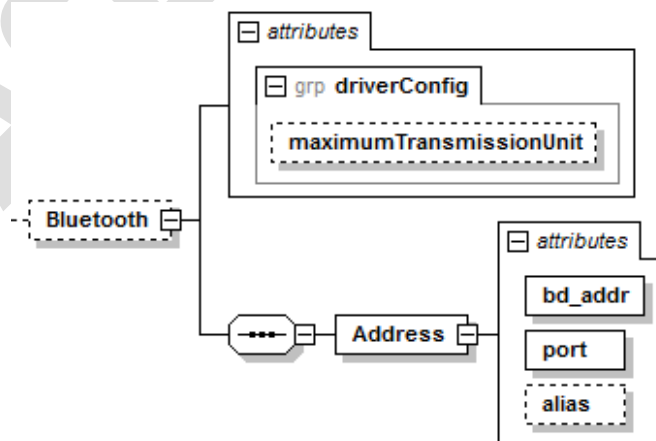 attributes
grp driverConfig
maximumTransmissionUnit
Bluetooth
attributes
bd_addr
Address
port
alias